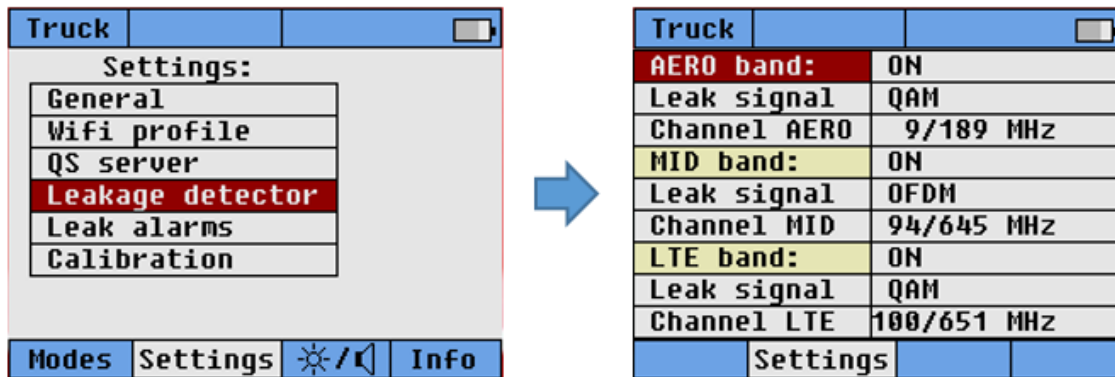 Truck
Settings:
General
Wifi profile
QS server
Leakage detector
Leak alarms
Calibration
Modes Settings / Info
Truck
AERO band: ON
Leak signal QAM
Channel AERO 9/189 MHz
MID band: ON
Leak signal OFDM
Channel MID 94/645 MHz
LTE band: ON
Leak signal QAM
Channel LTE 100/651 MHz
Settings